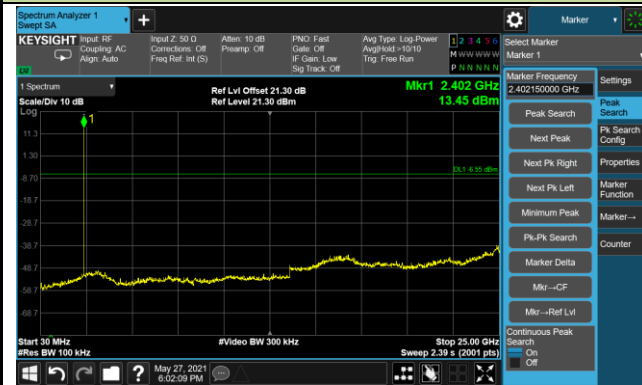 Spectrum Analyzer 1
Swept SA
Marker
KEYSIGHT
Input: RF
Coupling: AC
Align: Auto
Input Z: 50 Ω
Corrections: Off
Freq Ref: Int (S)
Atten: 10 dB
Preamp: Off
PNO: Fast
Gate: Off
IF Gain: Low
Sig Track: Off
Avg Type: Log-Power
Avg|Hold:>10/10
Trig: Free Run
1 2 3 4 5 6
M W W W W W
P N N N N N
Select Marker
Marker 1
1 Spectrum
Scale/Div 10 dB
Log
Ref Lvl Offset 21.30 dB
Ref Level 21.30 dBm
Mkr1 2.402 GHz
13.45 dBm
1
11.3
1.30
-8.70
-18.7
-28.7
-38.7
-48.7
-58.7
-68.7
DL1 -6.55 dBm
Start 30 MHz
#Res BW 100 kHz
#Video BW 300 kHz
Stop 25.00 GHz
Sweep 2.39 s (2001 pts)
Marker Frequency
2.402150000 GHz
Peak Search
Next Peak
Next Pk Right
Next Pk Left
Minimum Peak
Pk-Pk Search
Marker Delta
Mkr→CF
Mkr→Ref Lvl
Continuous Peak
Search
On
Off
Settings
Peak
Search
Pk Search
Config
Properties
Marker
Function
Marker→
Counter
May 27, 2021
6:02:09 PM